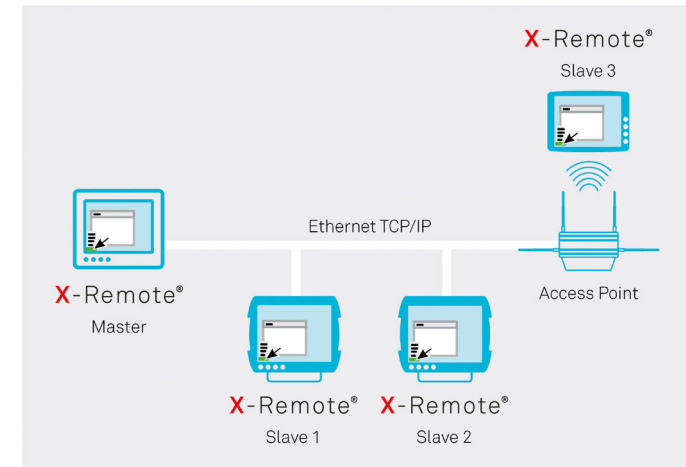 X-Remote®
Slave 3
Ethernet TCP/IP
Access Point
X-Remote®
Master
X-Remote®
Slave 1
X-Remote®
Slave 2